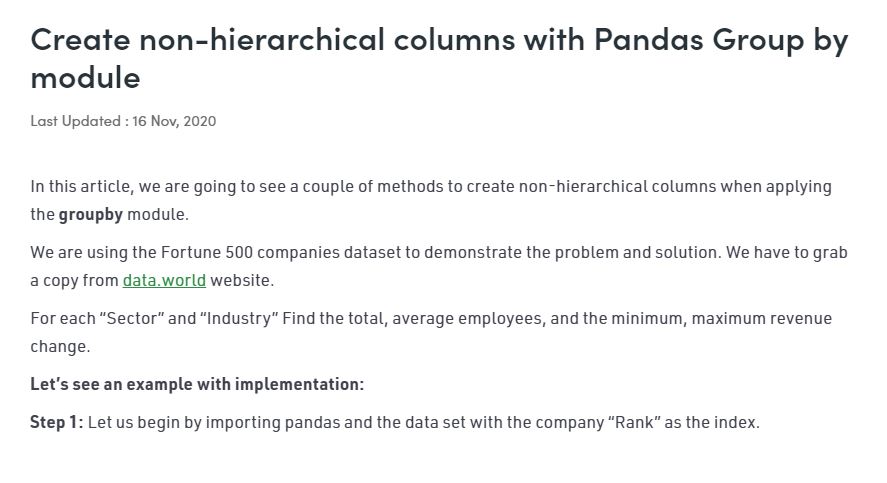 Create non-hierarchical columns with Pandas Group by
module
Last Updated : 16 Nov, 2020
In this article, we are going to see a couple of methods to create non-hierarchical columns when applying
the groupby module.
We are using the Fortune 500 companies dataset to demonstrate the problem and solution. We have to grab
a copy from data.world website.
For each “Sector” and “Industry” Find the total, average employees, and the minimum, maximum revenue
change.
Let’s see an example with implementation:
Step 1: Let us begin by importing pandas and the data set with the company “Rank” as the index.